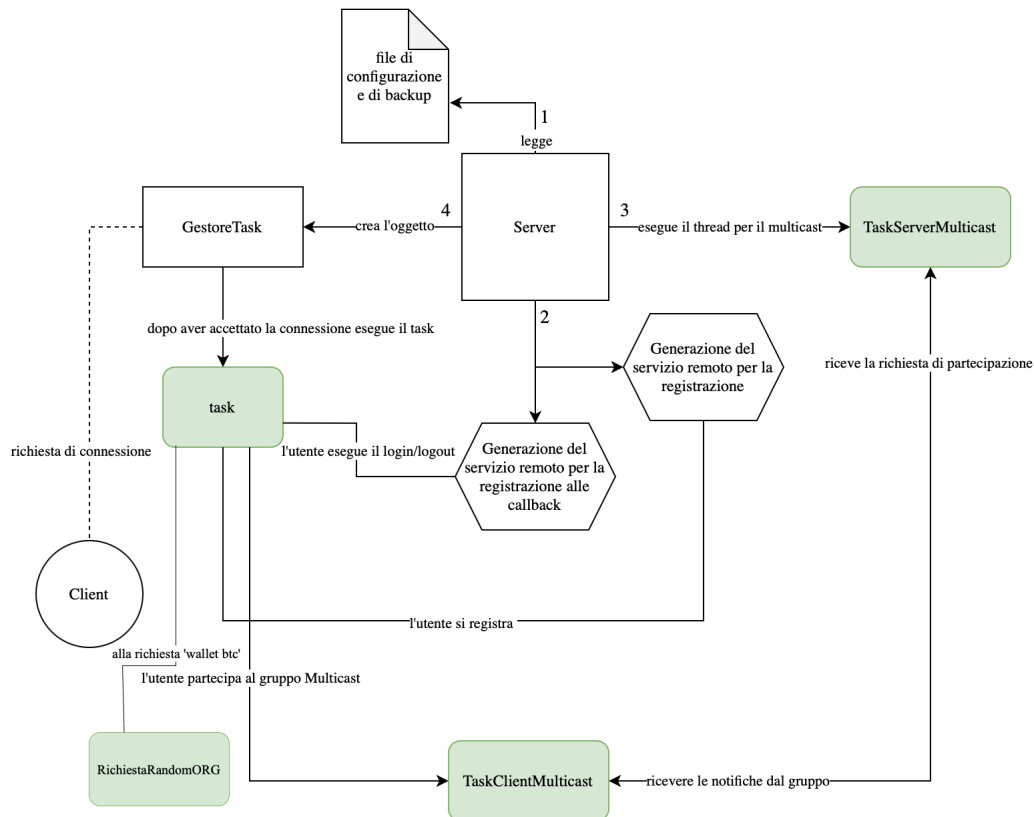 file di
configurazione
e di backup
1
legge
GestoreTask
4
crea l'oggetto
Server
3
esegue il thread per il multicast
TaskServerMulticast
2
dopo aver accettato la connessione esegue il task
Generazione del
servizio remoto per la
registrazione
riceve la richiesta di partecipazione
task
richiesta di connessione
l'utente esegue il login/logout
Generazione del
servizio remoto per la
registrazione alle
callback
Client
l'utente si registra
alla richiesta 'wallet btc'
l'utente partecipa al gruppo Multicast
RichiestaRandomORG
TaskClientMulticast
ricevere le notifiche dal gruppo